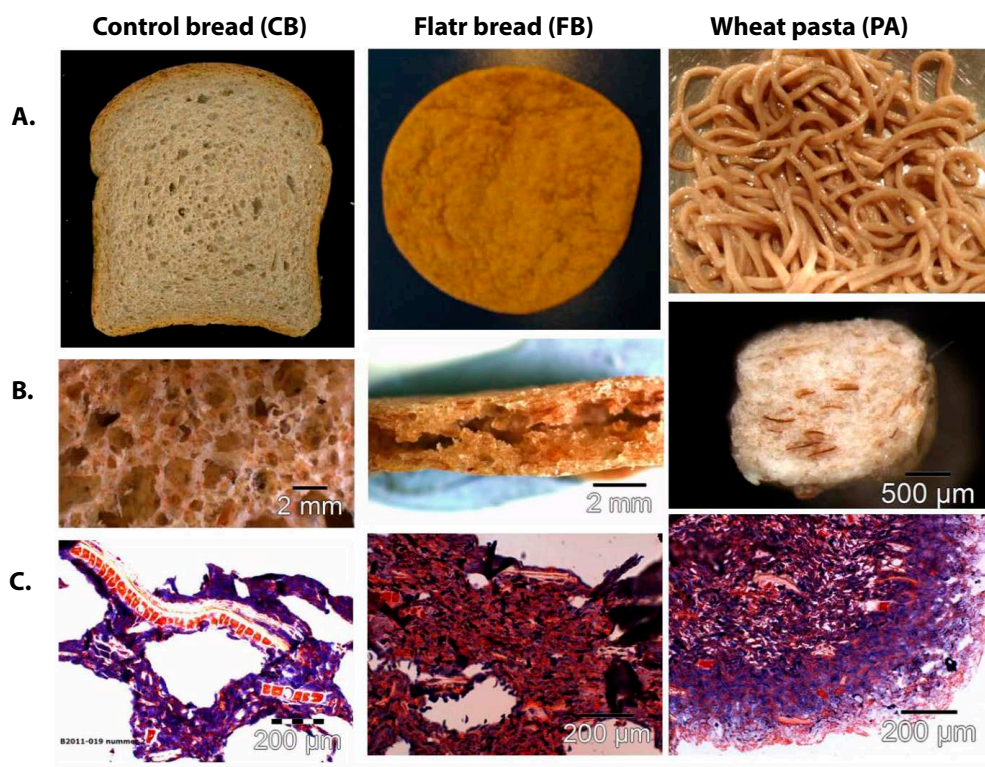 Control bread (CB) Flatr bread (FB) Wheat pasta (PA)
A.
B.
2 mm 2 mm 500 µm
C.
200 µm 200 µm 200 µm
B2011-019 nummer